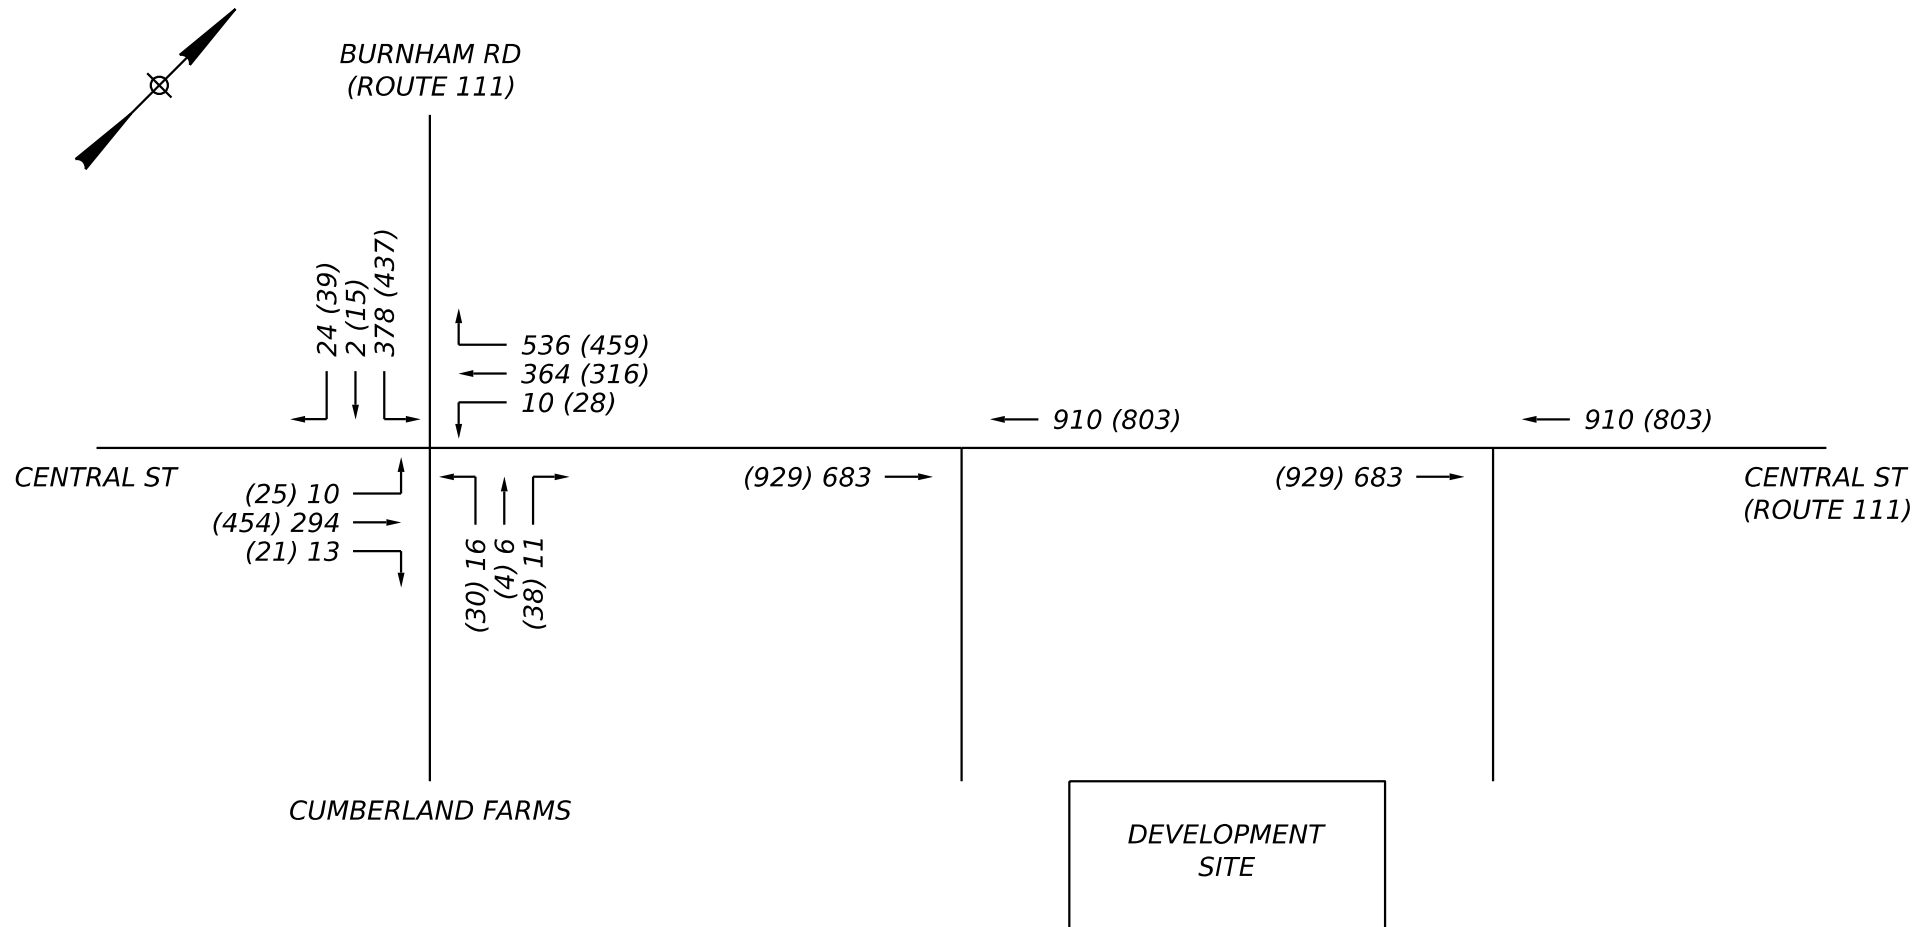 BURNHAM RD
(ROUTE 111)
24 (39)
2 (15)
378 (437)
536 (459)
364 (316)
10 (28)
910 (803)
910 (803)
CENTRAL ST
(25) 10
(454) 294
(21) 13
(30) 16
(4) 6
(38) 11
(929) 683
(929) 683
CENTRAL ST
(ROUTE 111)
CUMBERLAND FARMS
DEVELOPMENT
SITE